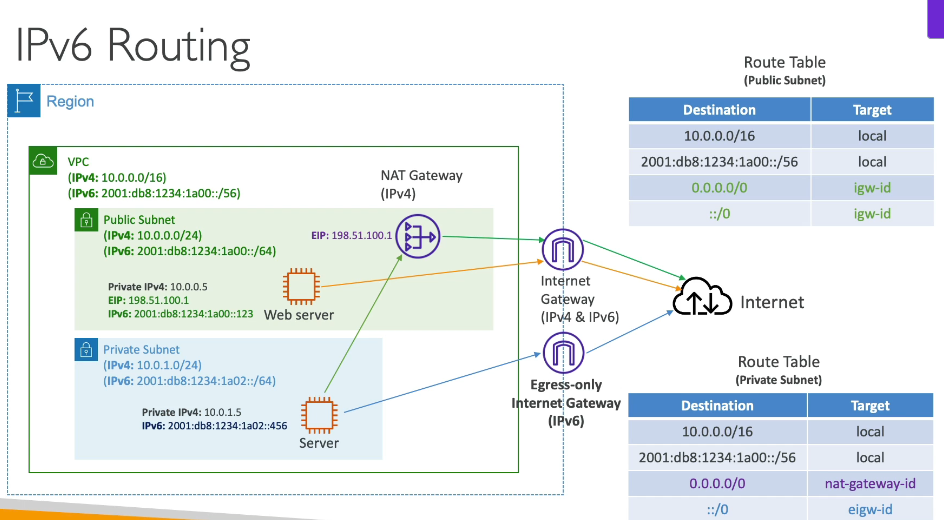 IPv6 Routing
Region
VPC
(IPv4: 10.0.0.0/16)
(IPv6: 2001:db8:1234:1a00::/56)
NAT Gateway
(IPv4)
Public Subnet
(IPv4: 10.0.0.0/24)
(IPv6: 2001:db8:1234:1a00::/64)
EIP: 198.51.100.1
Private IPv4: 10.0.0.5
EIP: 198.51.100.1
IPv6: 2001:db8:1234:1a00::123
Web server
Private Subnet
(IPv4: 10.0.1.0/24)
(IPv6: 2001:db8:1234:1a02::/64)
Private IPv4: 10.0.1.5
IPv6: 2001:db8:1234:1a02::456
Server
Internet
Gateway
(IPv4 & IPv6)
Egress-only
Internet Gateway
(IPv6)
Internet
Route Table
(Public Subnet)
Destination Target
10.0.0.0/16 local
2001:db8:1234:1a00::/56 local
0.0.0.0/0 igw-id
::/0 igw-id
Route Table
(Private Subnet)
Destination Target
10.0.0.0/16 local
2001:db8:1234:1a00::/56 local
0.0.0.0/0 nat-gateway-id
::/0 eigw-id